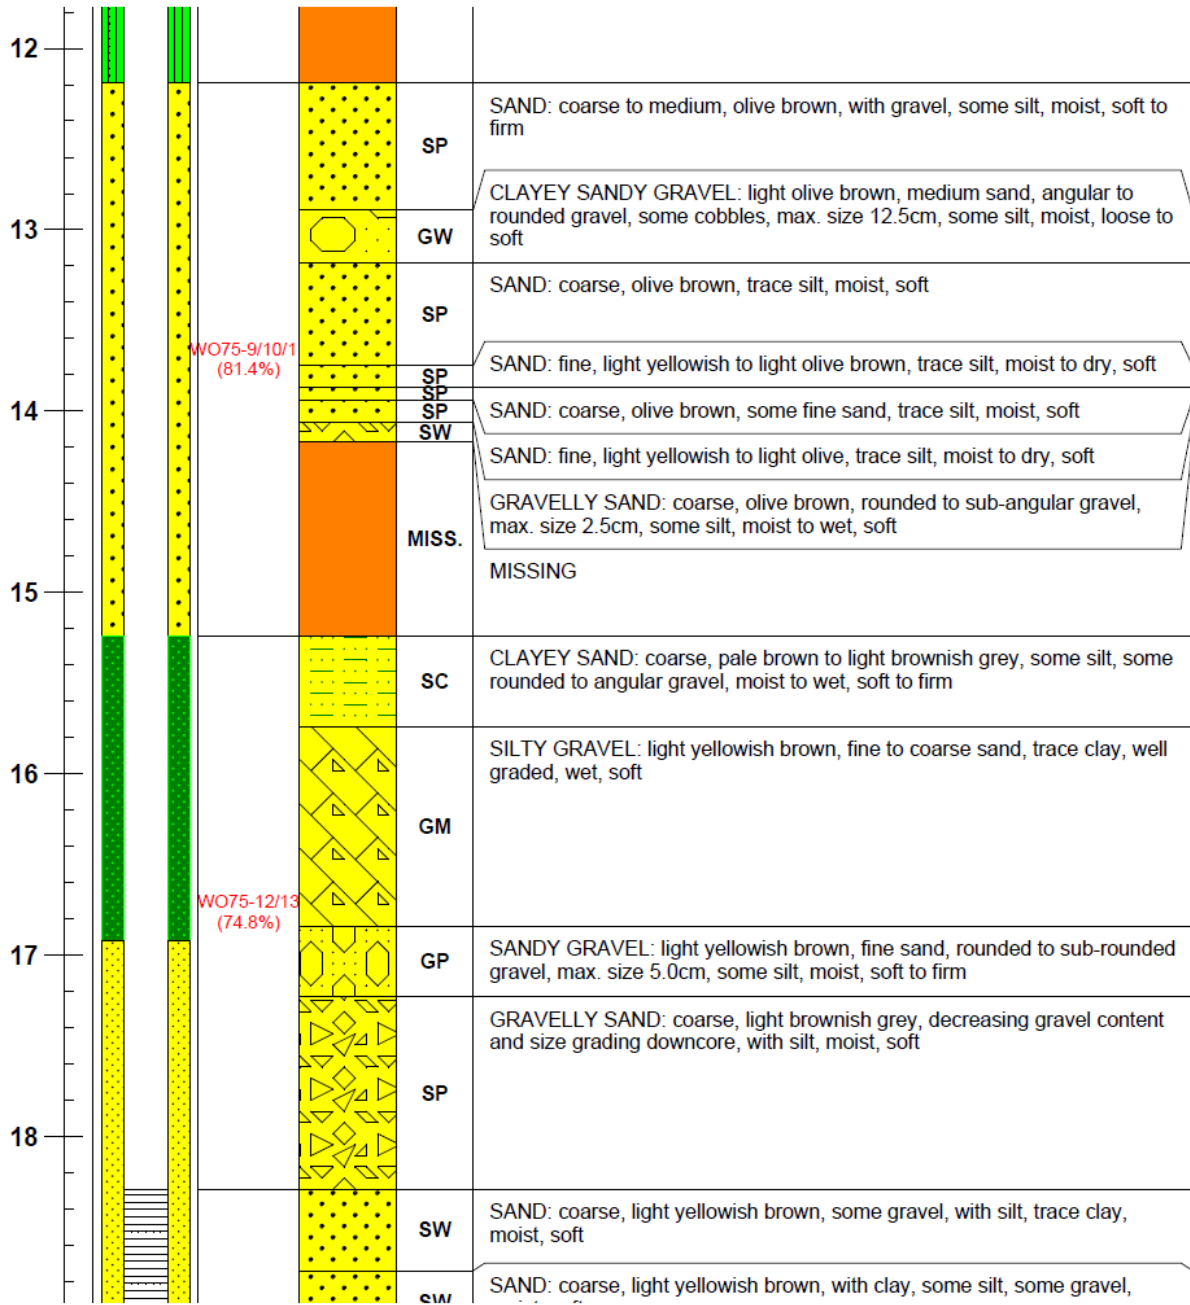 12
SAND: coarse to medium, olive brown, with gravel, some silt, moist, soft to
firm
SP
CLAYEY SANDY GRAVEL: light olive brown, medium sand, angular to
rounded gravel, some cobbles, max. size 12.5cm, some silt, moist, loose to
soft
13
GW
SAND: coarse, olive brown, trace silt, moist, soft
SP
WO75-9/10/1
(81.4%)
SAND: fine, light yellowish to light olive brown, trace silt, moist to dry, soft
SP
SP
14
SP
SAND: coarse, olive brown, some fine sand, trace silt, moist, soft
SW
SAND: fine, light yellowish to light olive, trace silt, moist to dry, soft
GRAVELLY SAND: coarse, olive brown, rounded to sub-angular gravel,
max. size 2.5cm, some silt, moist to wet, soft
MISS.
MISSING
15
CLAYEY SAND: coarse, pale brown to light brownish grey, some silt, some
rounded to angular gravel, moist to wet, soft to firm
SC
SILTY GRAVEL: light yellowish brown, fine to coarse sand, trace clay, well
graded, wet, soft
16
GM
WO75-12/13
(74.8%)
17
SANDY GRAVEL: light yellowish brown, fine sand, rounded to sub-rounded
gravel, max. size 5.0cm, some silt, moist, soft to firm
GP
GRAVELLY SAND: coarse, light brownish grey, decreasing gravel content
and size grading downcore, with silt, moist, soft
SP
18
SAND: coarse, light yellowish brown, some gravel, with silt, trace clay,
moist, soft
SW
SAND: coarse, light yellowish brown, with clay, some silt, some gravel,
SW